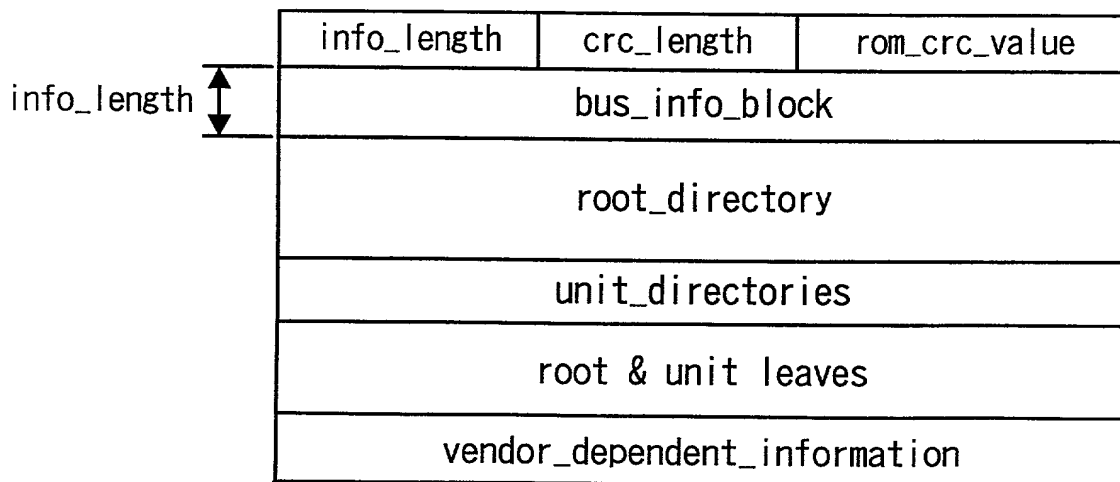 info_length crc_length rom_crc_value
info_length bus_info_block
root_directory
unit_directories
root & unit leaves
vendor_dependent_information